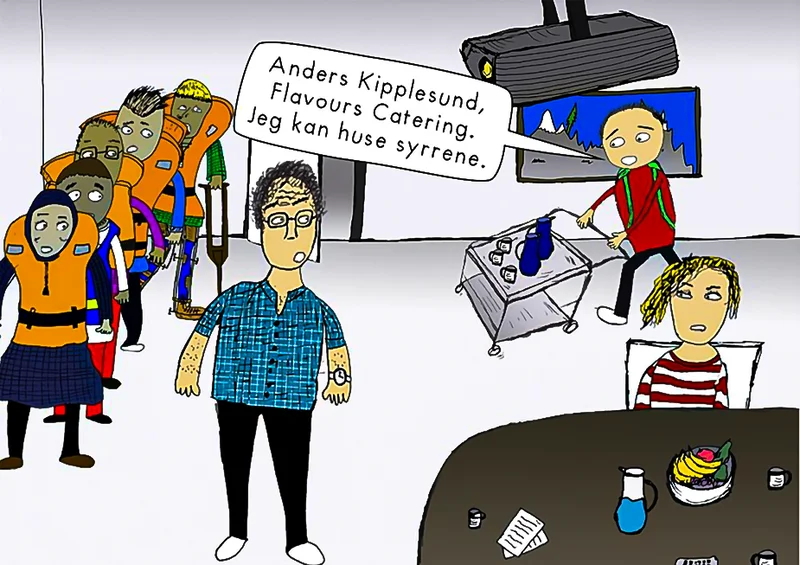 Anders Kipplesund,
Flavours Catering.
Jeg kan huse syrrene.